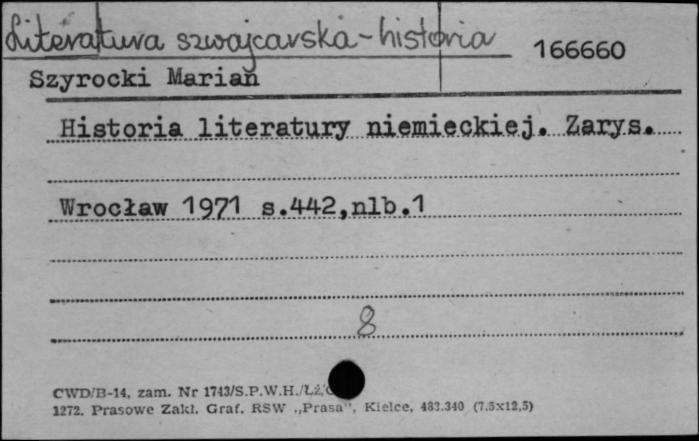 Literatura szwajcarska - historia
166660
Szyrocki Marian
Historia literatury niemieckiej. Zarys.
Wrocław 1971 s.442,nlb.1
8
CWD/B-14, zam. Nr 1743/S.P.W.H./Łź,
1272. Prasowe Zakł. Graf. RSW „Prasa", Kielce, 483.340 (7,5x12,5)